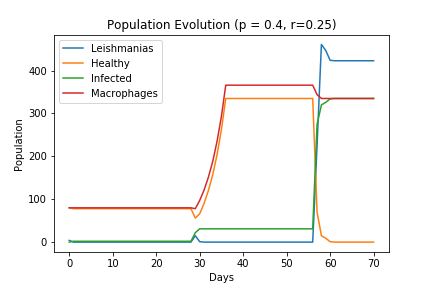 Population Evolution (p = 0.4, r=0.25)
Leishmanias
Healthy
Infected
Macrophages
Population
400
300
200
100
0
0 10 20 30 40 50 60 70
Days